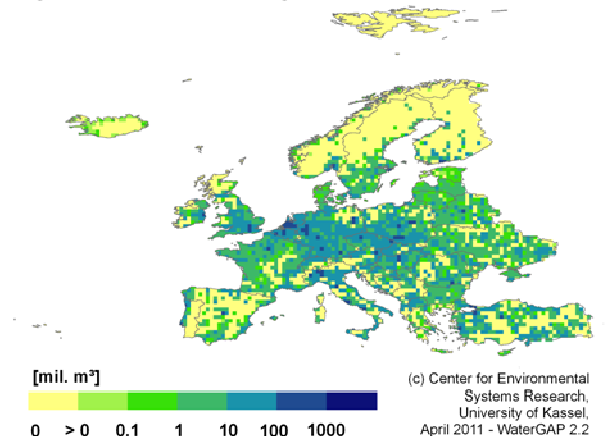 [mil. m³]
0 > 0 0.1 1 10 100 1000
(c) Center for Environmental
Systems Research,
University of Kassel,
April 2011 - WaterGAP 2.2